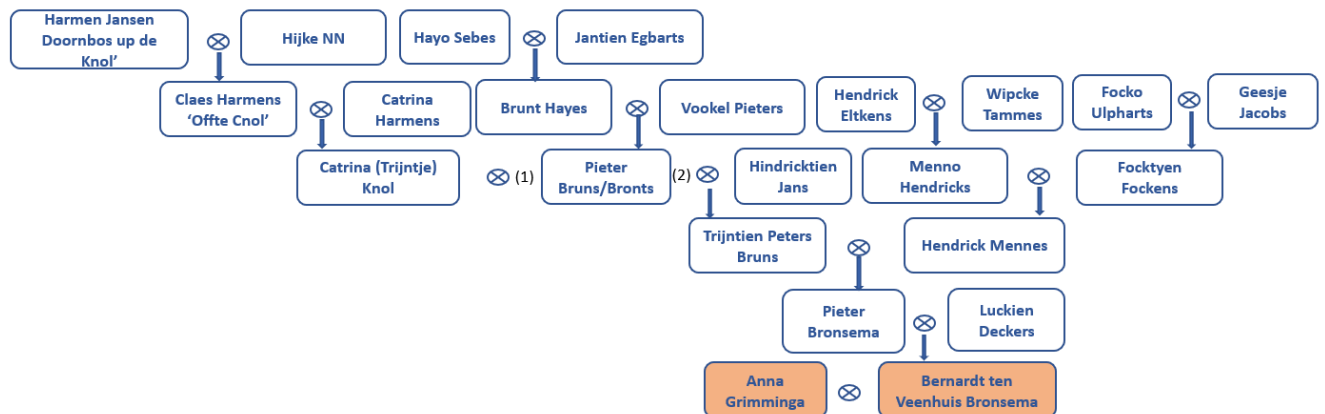 Harmen Jansen
Doornbos up de
Knol’
Hijke NN
Hayo Sebes
Jantien Egbarts
Claes Harmens
‘Offte Cnol’
Catrina
Harmens
Brunt Hayes
Vookel Pieters
Hendrick
Eltkens
Wipcke
Tammes
Focko
Ulpharts
Geesje
Jacobs
Catrina (Trijntje)
Knol
(1)
Pieter
Bruns/Bronts
(2)
Hindricktien
Jans
Menno
Hendricks
Focktyen
Fockens
Trijntien Peters
Bruns
Hendrick Mennes
Pieter
Bronsema
Luckien
Deckers
Anna
Grimminga
Bernardt ten
Veenhuis Bronsema